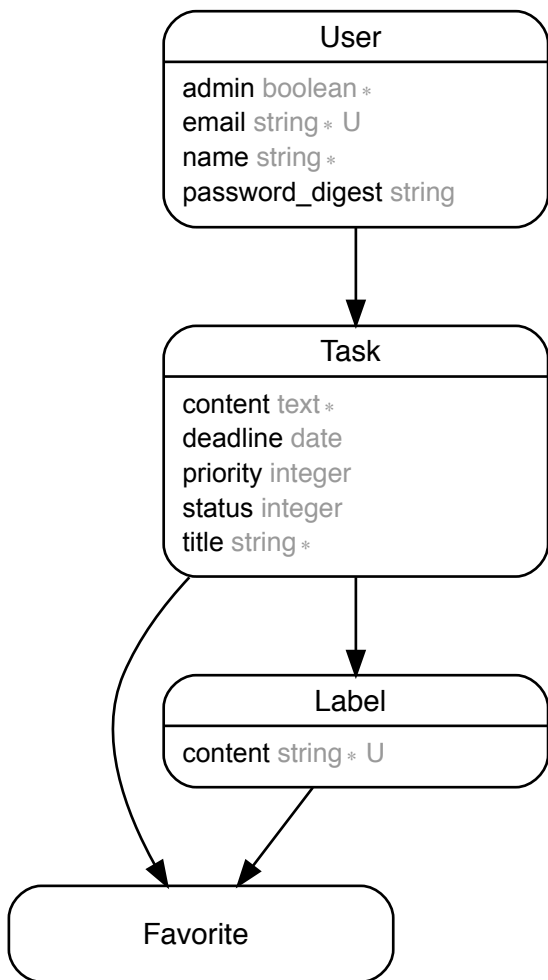 User
admin boolean ∗
email string ∗ U
name string ∗
password_digest string
Task
content text ∗
deadline date
priority integer
status integer
title string ∗
Label
content string ∗ U
Favorite